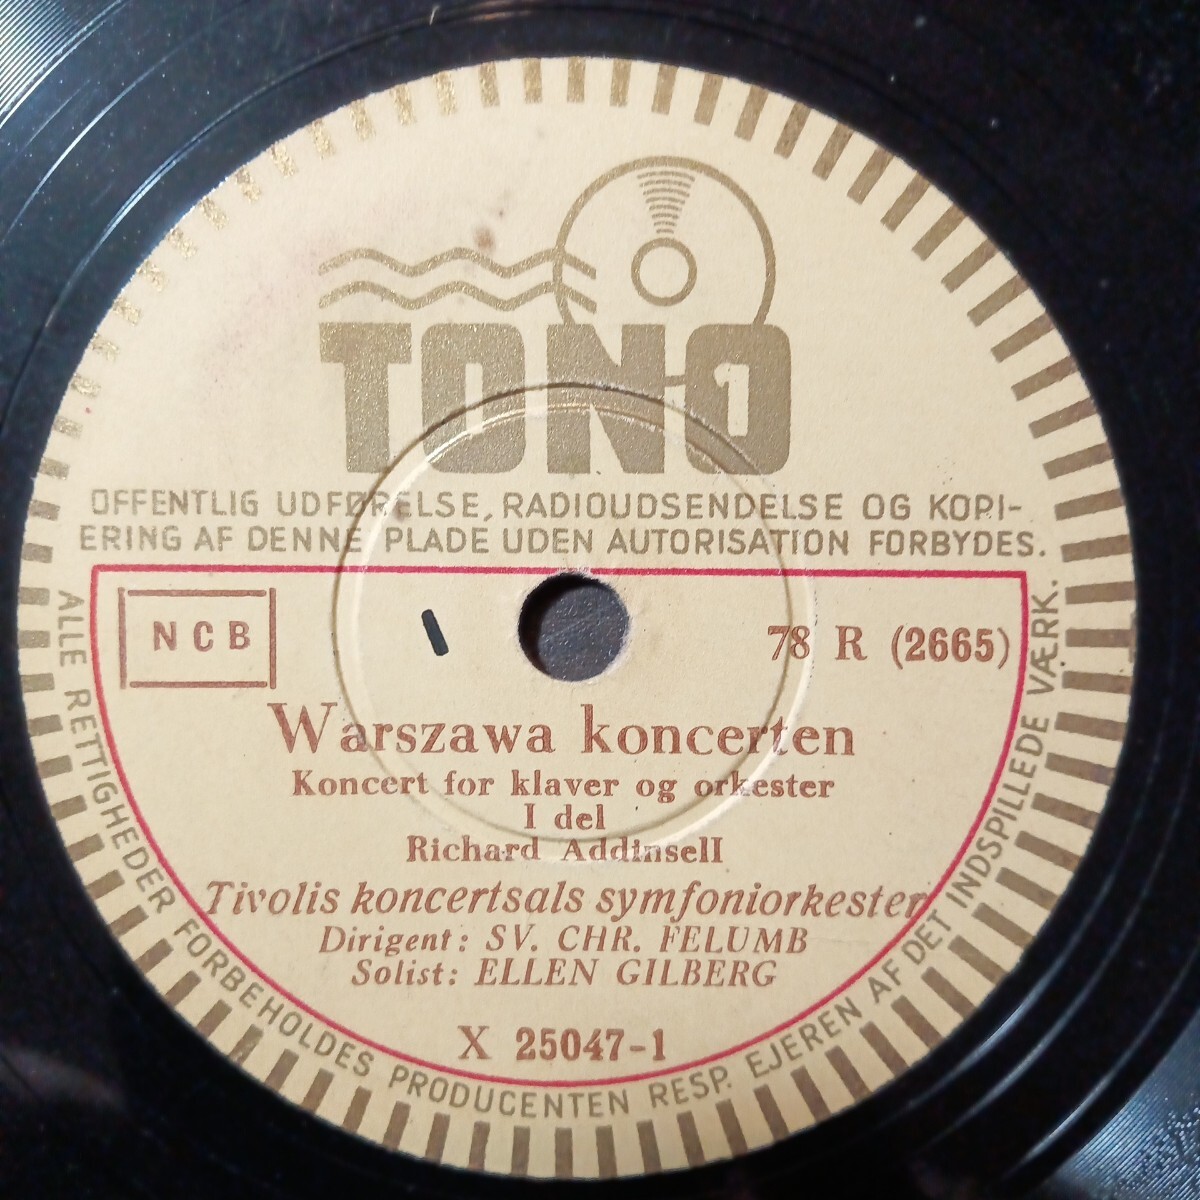 TONO
OFFENTLIG UDFØRELSE, RADIOUDSENDELSE OG KOPI-
ERING AF DENNE PLADE UDEN AUTORISATION FORBYDES.
NCB
78 R (2665)
Warszawa koncerten
Koncert for klaver og orkester
I del
Richard Addinsell
Tivolis koncertsals symfoniorkester
Dirigent: SV. CHR. FELUMB
Solist: ELLEN GILBERG
X 25047-1
ALLE RETTIGHEDER FORBEHOLDES PRODUCENTEN RESP. EJEREN AF DET INDSPILLEDE VÆRK.